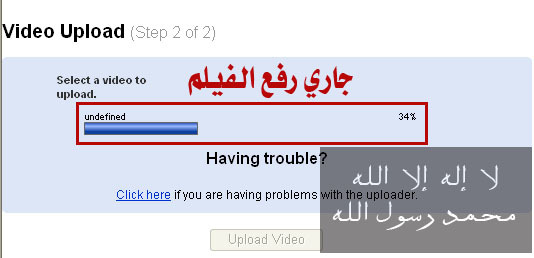 Video Upload (Step 2 of 2)
Select a video to upload.
جاري رفع الفيلم
undefined 34%
Having trouble?
Click here if you are having problems with the uploader.
لا إله إلا الله
محمد رسول الله
Upload Video